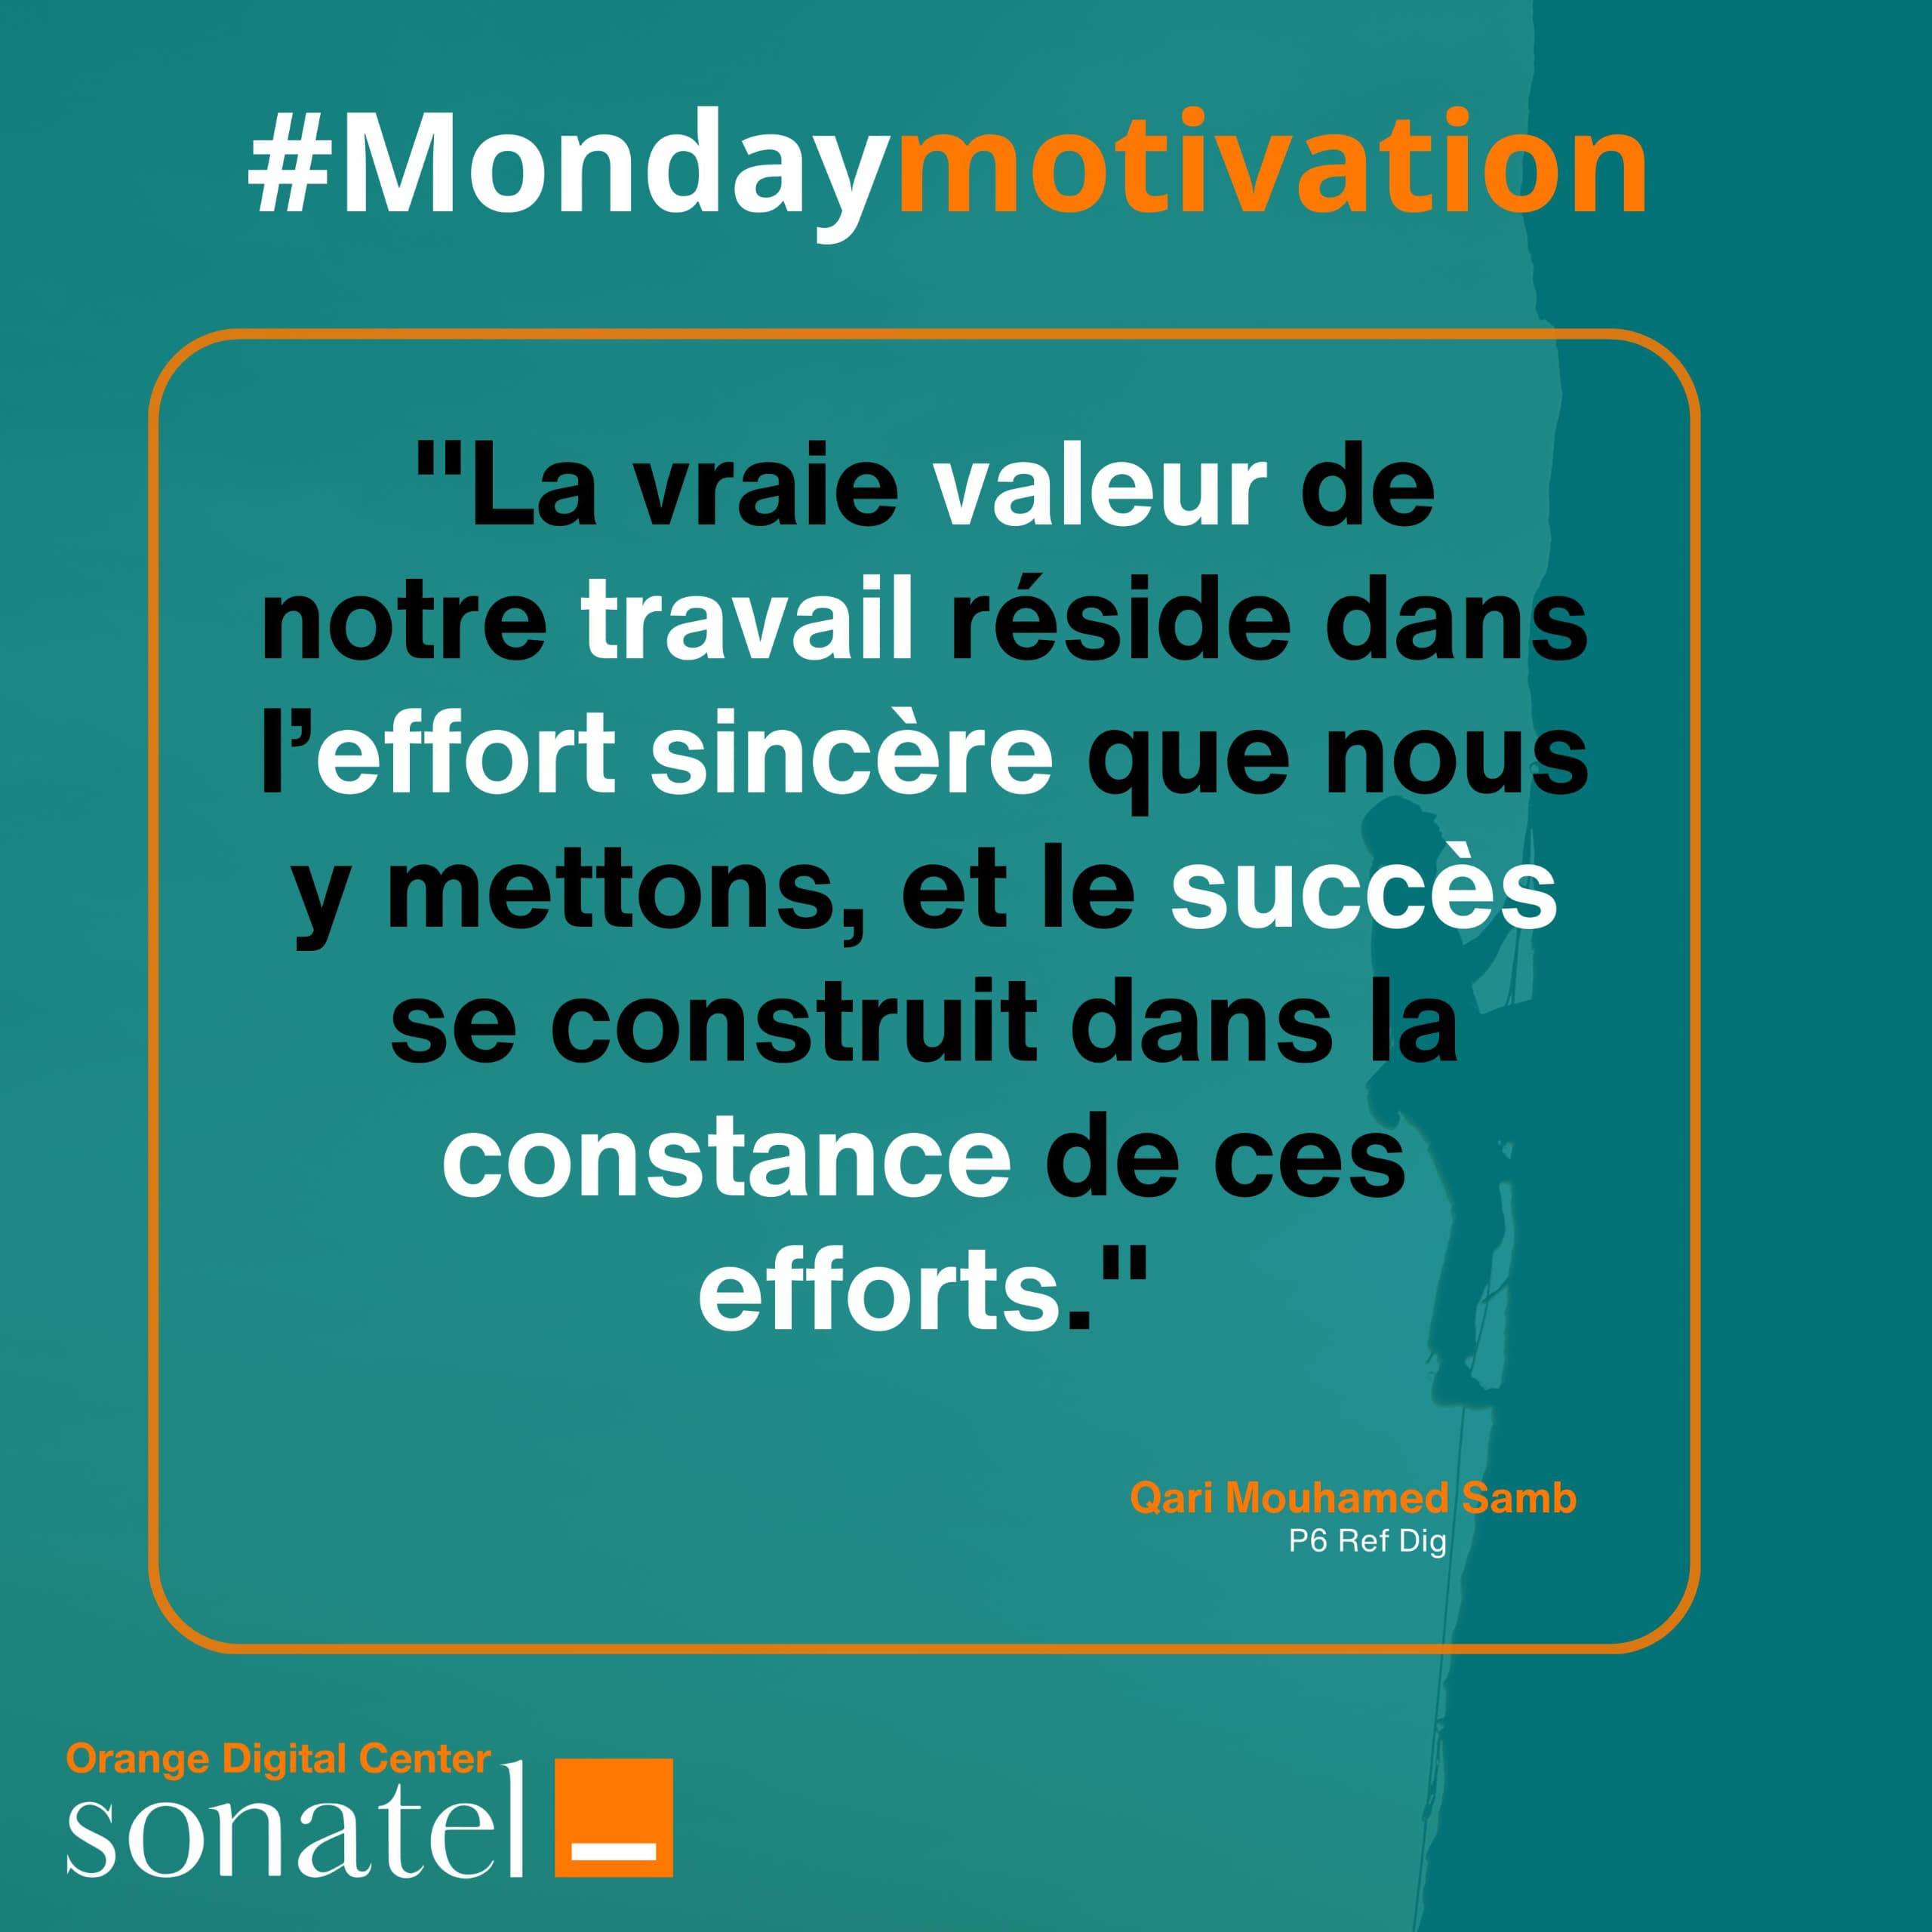 #Mondaymotivation
"La vraie valeur de
notre travail réside dans
l’effort sincère que nous
y mettons, et le succès
se construit dans la
constance de ces
efforts."
Qari Mouhamed Samb
P6 Ref Dig
Orange Digital Center
sonatel